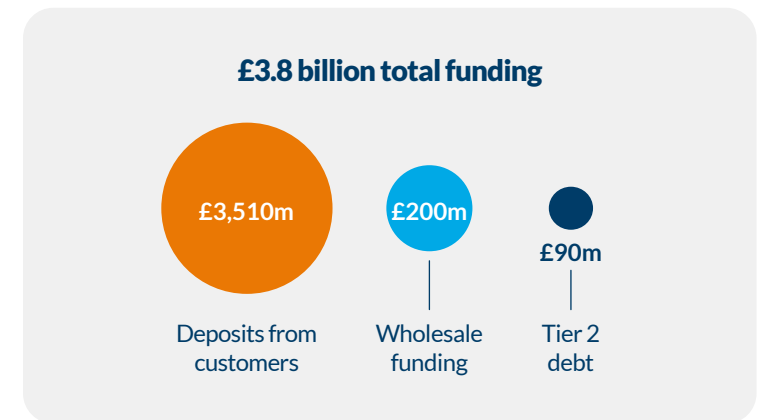 £3.8 billion total funding
£3,510m
£200m
£90m
Deposits from
customers
Wholesale
funding
Tier 2
debt